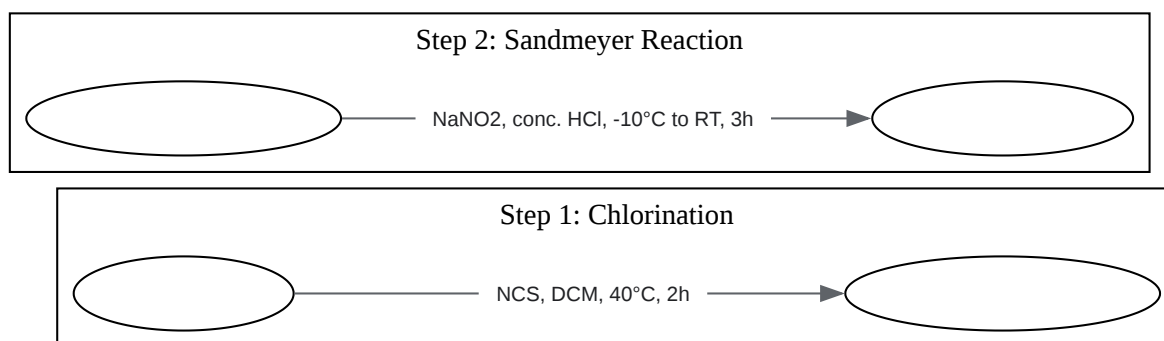 Step 2: Sandmeyer Reaction
NaNO2, conc. HCl, -10°C to RT, 3h
Step 1: Chlorination
NCS, DCM, 40°C, 2h